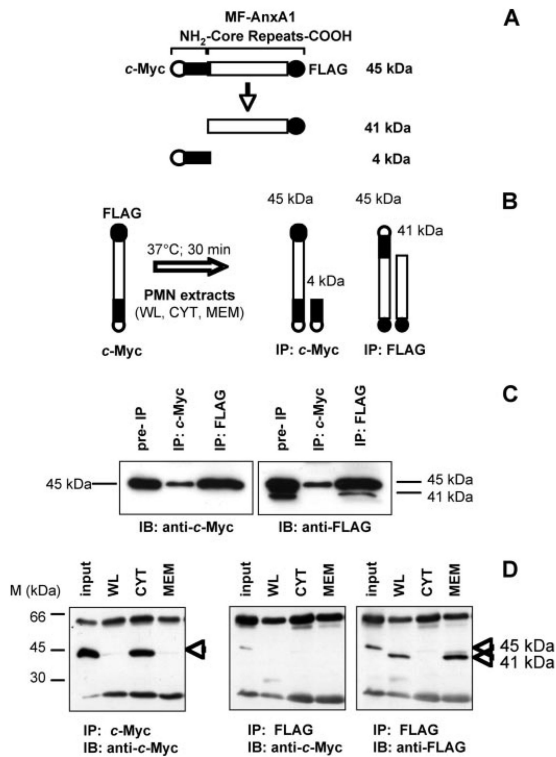 A
MF-AnxA1
NH2-Core Repeats-COOH
c-Myc FLAG 45 kDa
41 kDa
4 kDa
B
45 kDa 45 kDa
FLAG
41 kDa
37°C; 30 min
4 kDa
PMN extracts
(WL, CYT, MEM)
c-Myc IP: c-Myc IP: FLAG
C
pre- IP IP: c-Myc IP: FLAG pre- IP IP: c-Myc IP: FLAG
45 kDa 45 kDa
41 kDa
IB: anti-c-Myc IB: anti-FLAG
D
input WL CYT MEM input WL CYT MEM input WL CYT MEM
M (kDa)
66
45 45 kDa
41 kDa
30
IP: c-Myc IP: FLAG IP: FLAG
IB: anti-c-Myc IB: anti-c-Myc IB: anti-FLAG